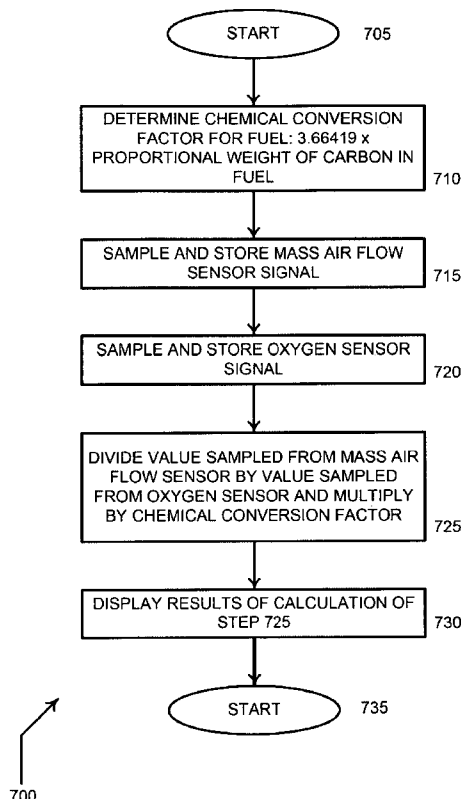 START
705
DETERMINE CHEMICAL CONVERSION
FACTOR FOR FUEL: 3.66419 x
PROPORTIONAL WEIGHT OF CARBON IN
FUEL
710
SAMPLE AND STORE MASS AIR FLOW
SENSOR SIGNAL
715
SAMPLE AND STORE OXYGEN SENSOR
SIGNAL
720
DIVIDE VALUE SAMPLED FROM MASS AIR
FLOW SENSOR BY VALUE SAMPLED
FROM OXYGEN SENSOR AND MULTIPLY
BY CHEMICAL CONVERSION FACTOR
725
DISPLAY RESULTS OF CALCULATION OF
STEP 725
730
START
735
700